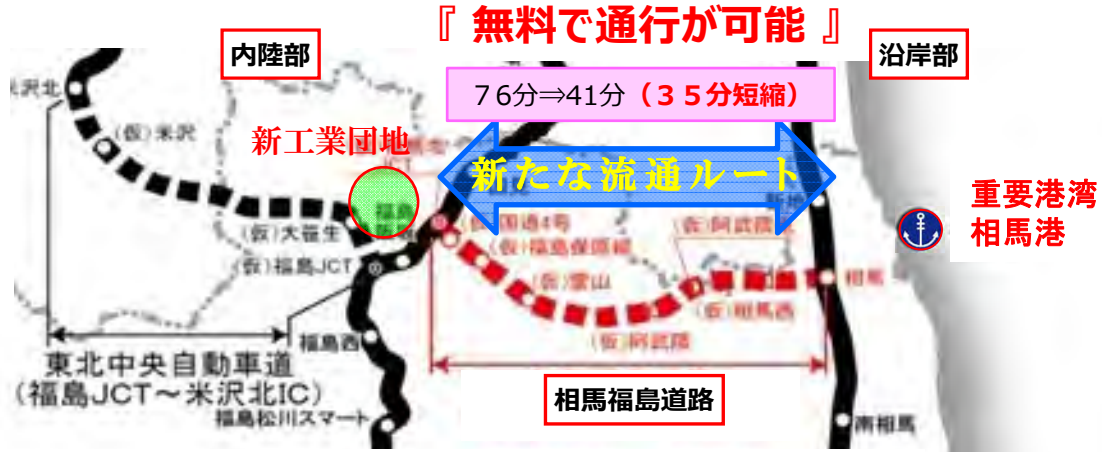 『 無料で通行が可能 』
内陸部
沿岸部
76分⇒41分（３５分短縮）
米沢北
(仮)米沢
新工業団地
新たな流通ルート
重要港湾
相馬港
福島
(仮)大笹生
(仮)国道4号
(仮)福島保原線
(仮)福島JCT
(仮)霊山
相馬
(仮)相馬西
(仮)阿武隈
福島西
東北中央自動車道
(福島JCT～米沢北IC)
相馬福島道路
福島松川スマート
南相馬